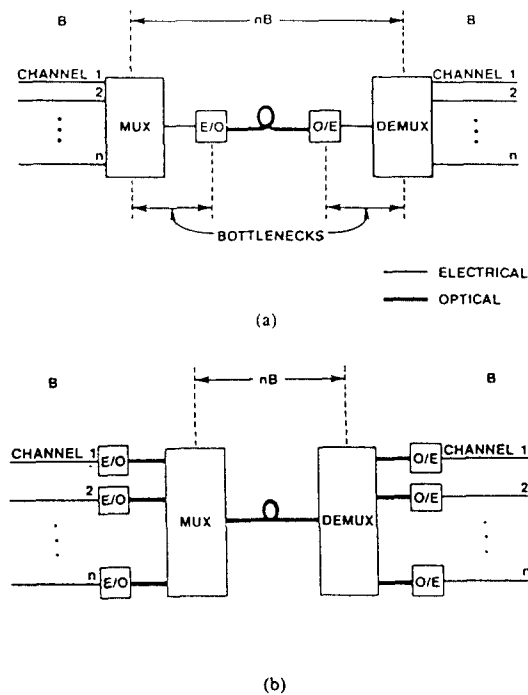 B nB B
CHANNEL 1 CHANNEL 1
2 2
MUX E/O O/E DEMUX
n n
BOTTLENECKS
ELECTRICAL
OPTICAL
(a)
B nB B
CHANNEL 1 E/O O/E CHANNEL 1
2 E/O O/E 2
MUX DEMUX
n E/O O/E n
(b)